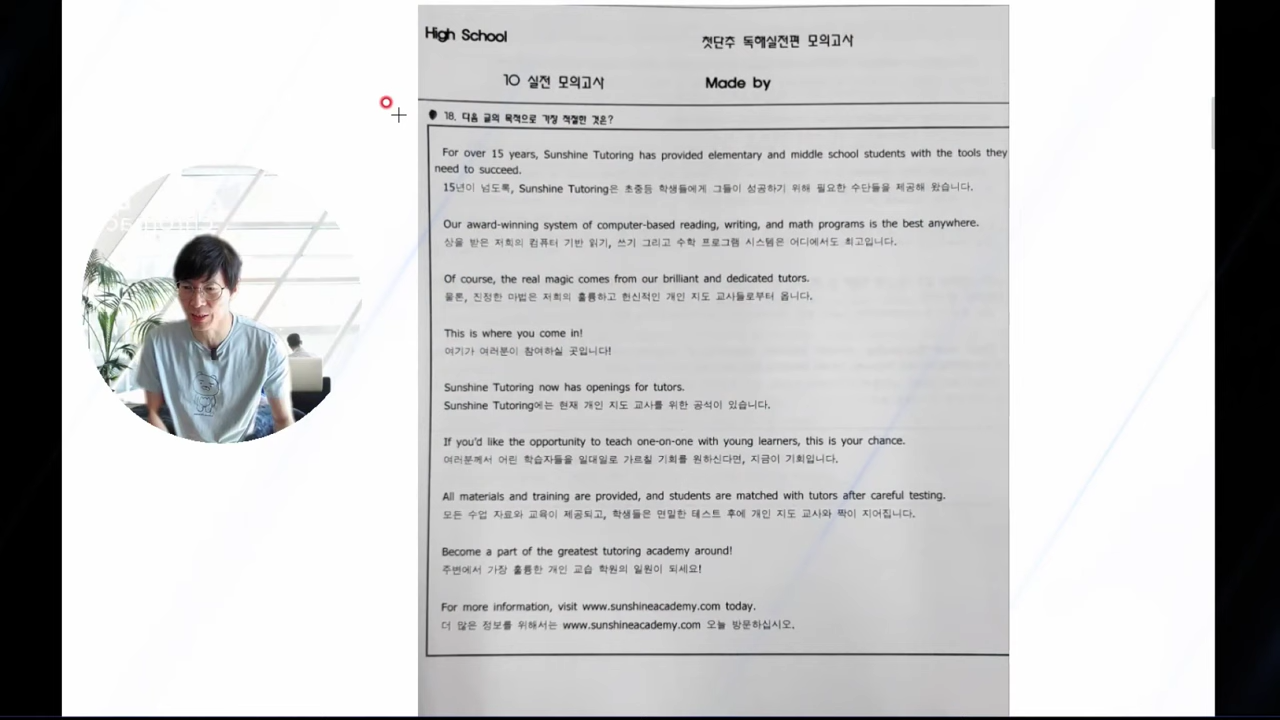 High School
첫단추 독해실전편 모의고사
10 실전 모의고사
Made by
18. 다음 글의 목적으로 가장 적절한 것은?
For over 15 years, Sunshine Tutoring has provided elementary and middle school students with the tools they
need to succeed.
15년이 넘도록, Sunshine Tutoring은 초중등 학생들에게 그들이 성공하기 위해 필요한 수단들을 제공해 왔습니다.
Our award-winning system of computer-based reading, writing, and math programs is the best anywhere.
상을 받은 저희의 컴퓨터 기반 읽기, 쓰기 그리고 수학 프로그램 시스템은 어디에서도 최고입니다.
Of course, the real magic comes from our brilliant and dedicated tutors.
물론, 진정한 마법은 저희의 훌륭하고 헌신적인 개인 지도 교사들로부터 옵니다.
This is where you come in!
여기가 여러분이 참여하실 곳입니다!
Sunshine Tutoring now has openings for tutors.
Sunshine Tutoring에는 현재 개인 지도 교사를 위한 공석이 있습니다.
If you'd like the opportunity to teach one-on-one with young learners, this is your chance.
여러분께서 어린 학습자들을 일대일로 가르칠 기회를 원하신다면, 지금이 기회입니다.
All materials and training are provided, and students are matched with tutors after careful testing.
모든 수업 자료와 교육이 제공되고, 학생들은 면밀한 테스트 후에 개인 지도 교사와 짝이 지어집니다.
Become a part of the greatest tutoring academy around!
주변에서 가장 훌륭한 개인 교습 학원의 일원이 되세요!
For more information, visit www.sunshineacademy.com today.
더 많은 정보를 위해서는 www.sunshineacademy.com 오늘 방문하십시오.